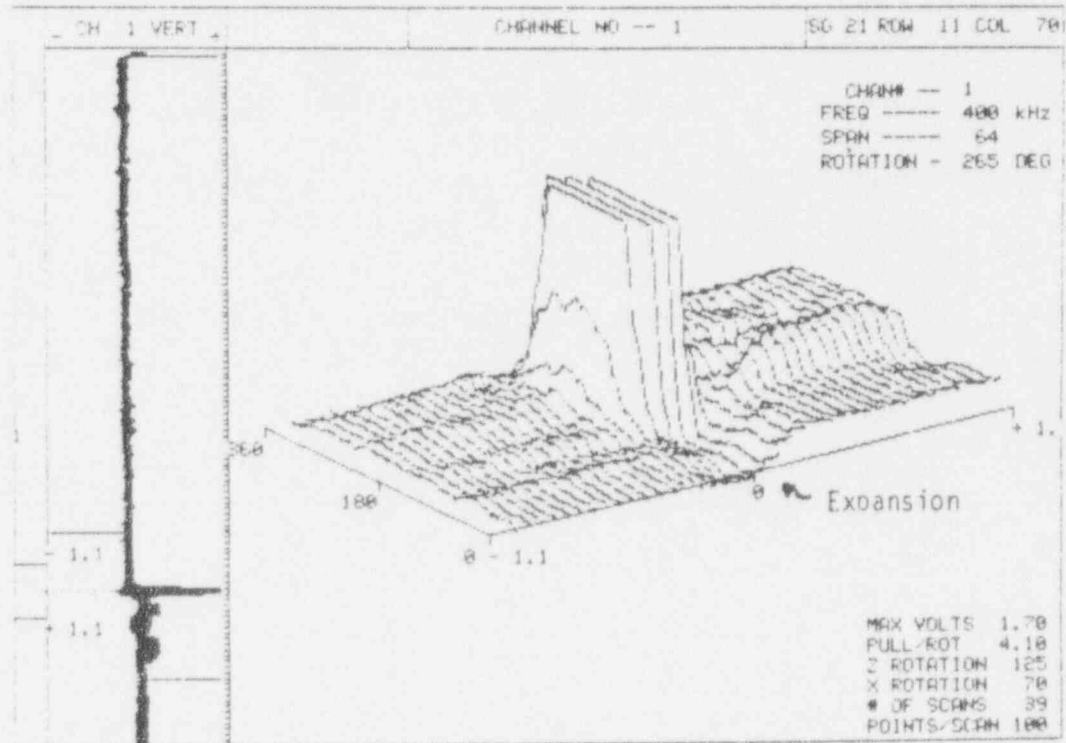 CH 1 VERT
CHANNEL NO -- 1
SG 21 ROW 11 COL 70
CHAN# -- 1
FREQ ----- 400 kHz
SPAN ----- 64
ROTATION - 265 DEG
180
0
- 1.1
0
Expansion
- 1.1
+ 1.1
MAX VOLTS 1.70
PULL/ROT 4.10
Z ROTATION 125
X ROTATION 70
# OF SCANS 39
POINTS/SCAN 100